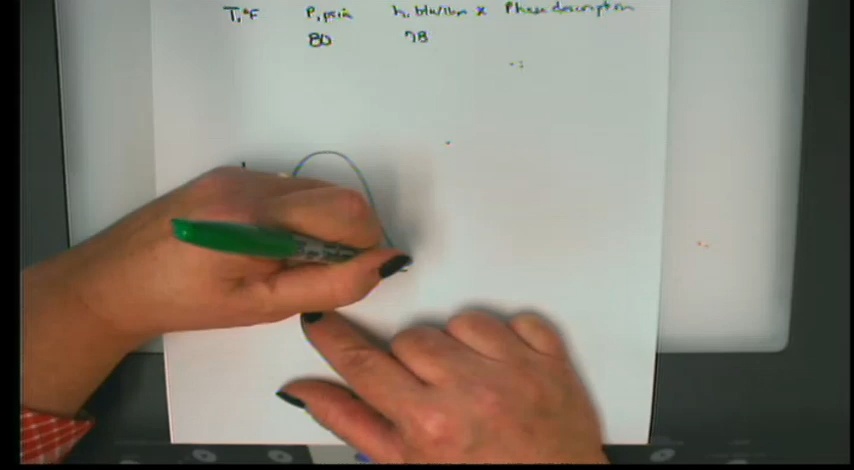 T, °F P, psia h, btu/lbm x Phase description
80 78